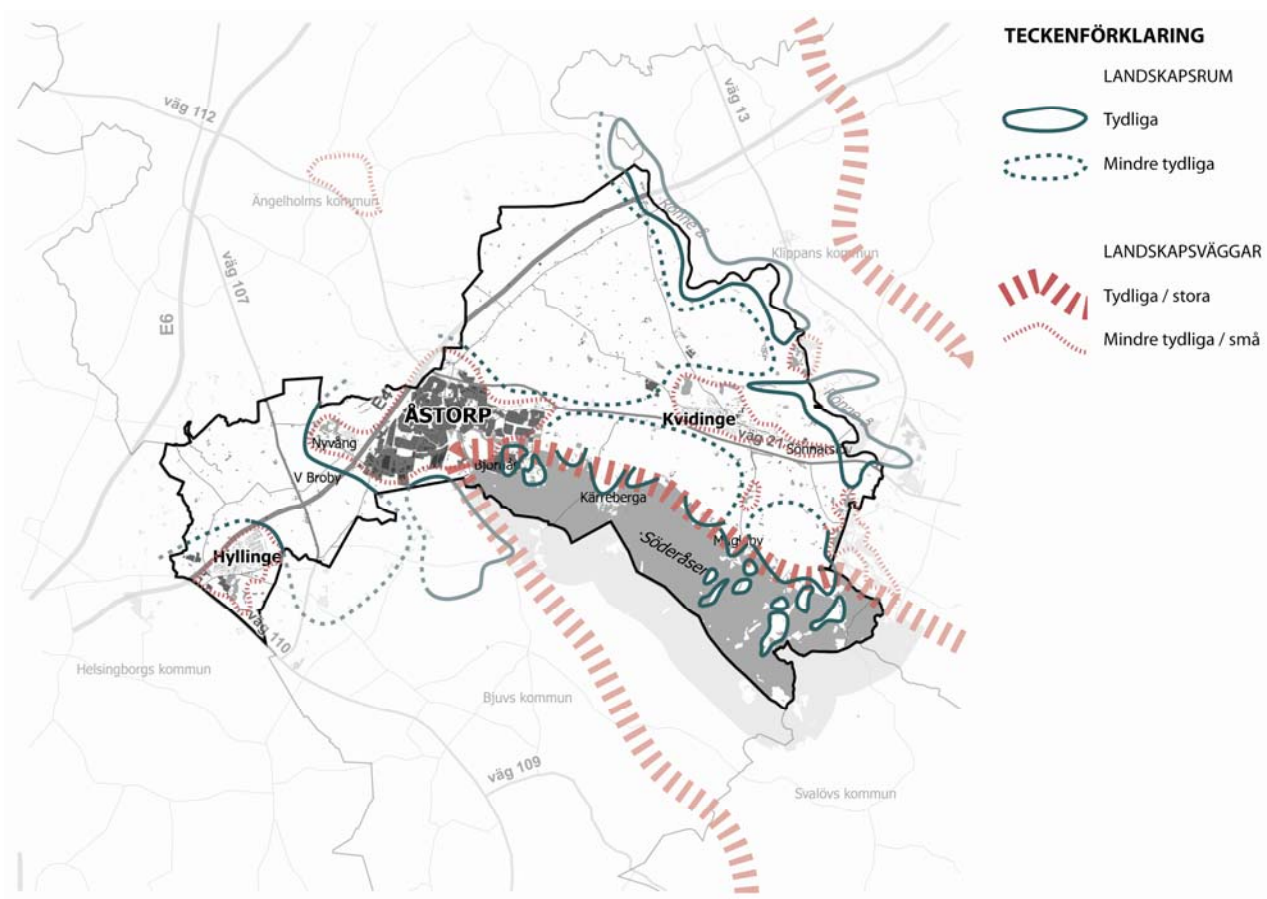 TECKENFÖRKLARING
LANDSKAPSRUM
Tydliga
Mindre tydliga
LANDSKAPSVÄGGAR
Tydliga / stora
Mindre tydliga / små
väg 112
väg 13
Ängelholms kommun
Rönne å
Klippans kommun
väg 107
E6
E4
ÅSTORP
Kvidinge
Rönne å
väg 21
Nyvång
V Broby
Kärreberga
Söderåsen
Hyllinge
väg 110
Helsingborgs kommun
Bjuvs kommun
väg 109
Svalövs kommun